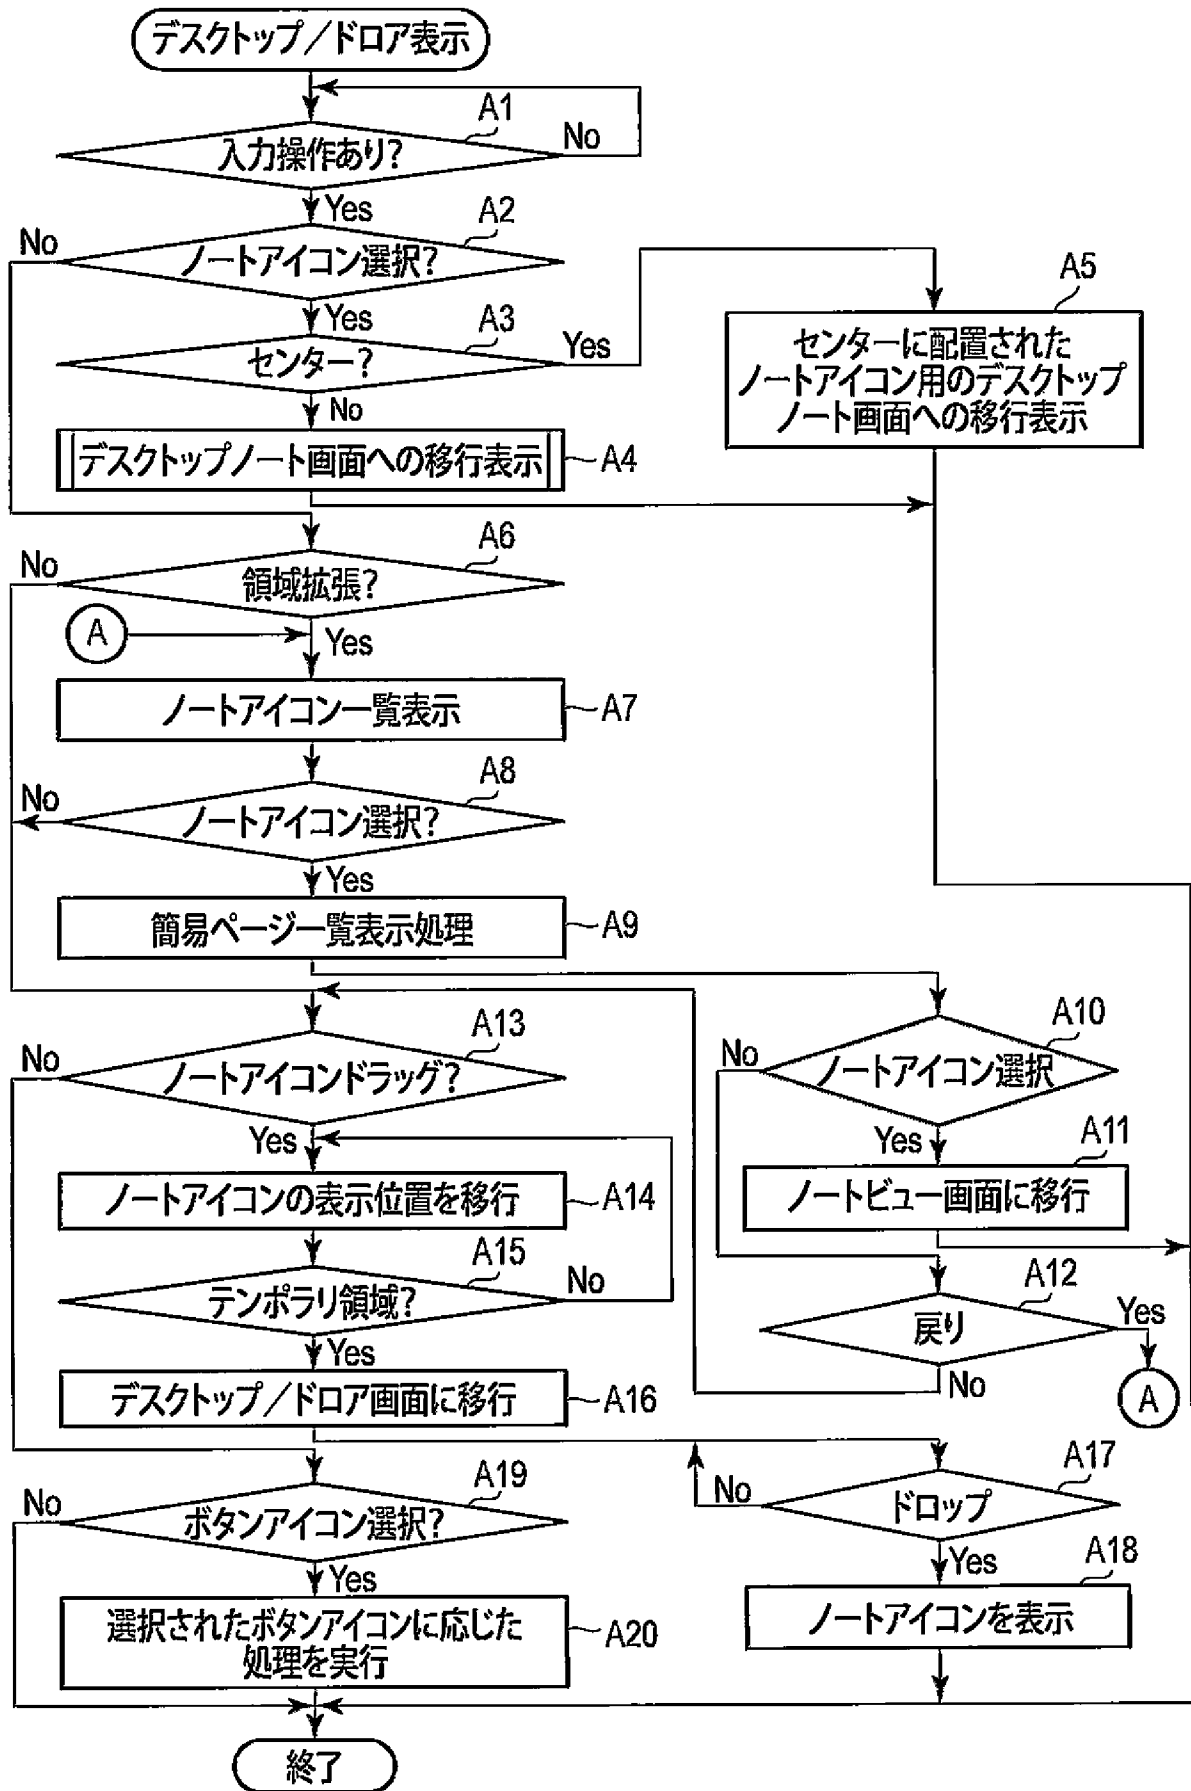 デスクトップ／ドロア表示
A1
入力操作あり?
No
Yes
A2
No
ノートアイコン選択?
Yes
A3
センター?
Yes
No
A5
センターに配置された
ノートアイコン用のデスクトップ
ノート画面への移行表示
デスクトップノート画面への移行表示
A4
A6
No
領域拡張?
A
Yes
ノートアイコン一覧表示
A7
A8
No
ノートアイコン選択?
Yes
簡易ページ一覧表示処理
A9
A10
No
ノートアイコン選択
Yes
A11
ノートビュー画面に移行
A12
戻り
Yes
No
A
A13
No
ノートアイコンドラッグ?
Yes
ノートアイコンの表示位置を移行
A14
A15
テンポラリ領域?
No
Yes
デスクトップ／ドロア画面に移行
A16
A17
No
ドロップ
Yes
A18
ノートアイコンを表示
A19
No
ボタンアイコン選択?
Yes
選択されたボタンアイコンに応じた
処理を実行
A20
終了